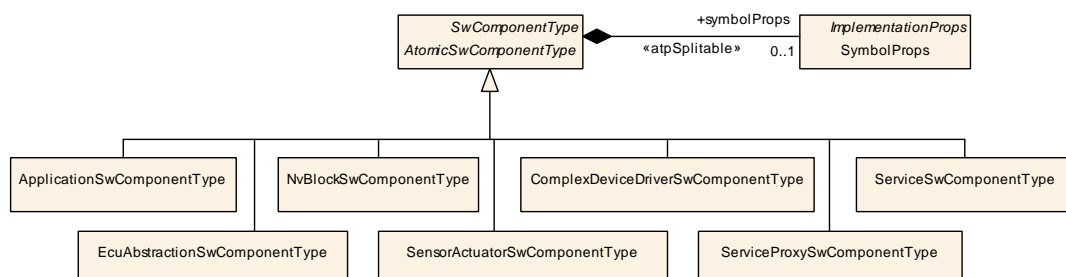 SwComponentType
AtomicSwComponentType
+symbolProps
«atpSplitable»
0..1
ImplementationProps
SymbolProps
ApplicationSwComponentType
NvBlockSwComponentType
ComplexDeviceDriverSwComponentType
ServiceSwComponentType
EcuAbstractionSwComponentType
SensorActuatorSwComponentType
ServiceProxySwComponentType